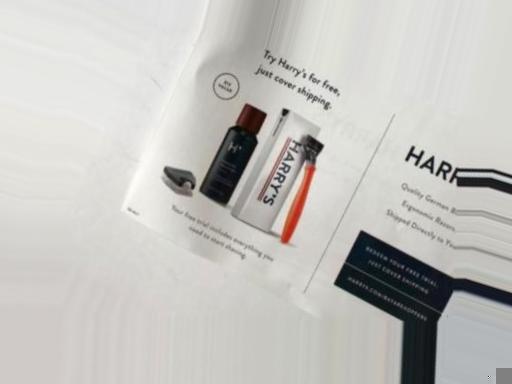 Try Harry's for free,
just cover shipping.
HARRY'S
H'
Your free trial includes everything you
need to start shaving.
HARR
Quality German
Ergonomic Razors
Shipped Directly to Yo
REDEEM YOUR FREE TRIAL,
JUST COVER SHIPPING